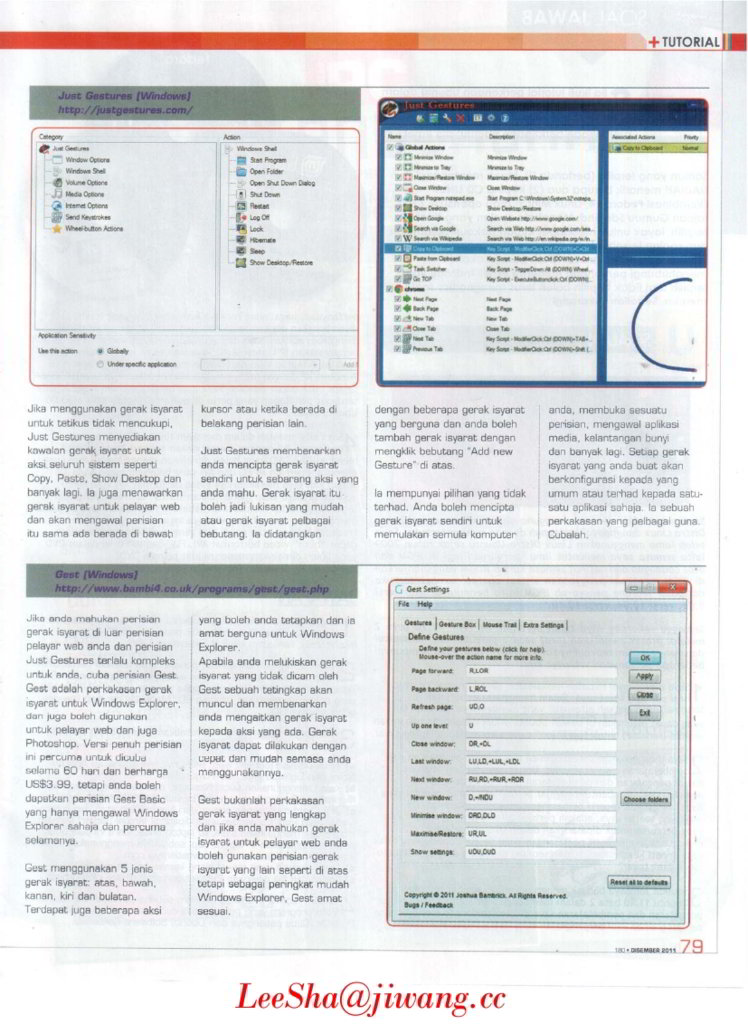 + TUTORIAL
Just Gestures (Windows)
http://justgestures.com/
Category
Action
Just Gestures
Window Options
Windows Shell
Volume Options
Media Options
Internet Options
Send Keystrokes
Wheel-button Actions
Windows Shell
Start Program
Open Folder
Open Shut Down Dialog
Shut Down
Restart
Log Off
Lock
Hibernate
Sleep
Show Desktop/Restore
Application Sensitivity
Use this action
Globally
Under specific application
Just Gestures
Name
Description
Associated Actions
Priority
Global Actions
Copy to Clipboard
Normal
Minimize Window
Minimize Window
Minimize to Tray
Minimize to Tray
Maximize/Restore Window
Maximize/Restore Window
Close Window
Close Window
Start Program notepad.exe
Start Program C:\Windows\System32\notepa...
Show Desktop
Show Desktop/Restore
Open Google
Open Website http://www.google.com/
Search via Google
Search via Web http://www.google.com/sea...
Search via Wikipedia
Search via Web http://en.wikipedia.org/w/in...
Copy to Clipboard
Key Script - ModifierClick:Ctrl (DOWN)+C+Ctrl ...
Paste from Clipboard
Key Script - ModifierClick:Ctrl (DOWN)+V+Ctrl ...
Task Switcher
Key Script - TriggerDown:Alt (DOWN) Wheel...
Go TOP
Key Script - ExecuteButtonclick:Ctrl (DOWN)...
chrome
Next Page
Next Page
Back Page
Back Page
New Tab
New Tab
Close Tab
Close Tab
Next Tab
Key Script - ModifierClick:Ctrl (DOWN)+TAB+...
Previous Tab
Key Script - ModifierClick:Ctrl (DOWN)+Shift (...
Jika menggunakan gerak isyarat
untuk tetikus tidak mencukupi,
Just Gestures menyediakan
kawalan gerak isyarat untuk
aksi seluruh sistem seperti
Copy, Paste, Show Desktop dan
banyak lagi. Ia juga menawarkan
gerak isyarat untuk pelayar web
dan akan mengawal perisian
itu sama ada berada di bawah
kursor atau ketika berada di
belakang perisian lain.
Just Gestures membenarkan
anda mencipta gerak isyarat
sendiri untuk sebarang aksi yang
anda mahu. Gerak isyarat itu
boleh jadi lukisan yang mudah
atau gerak isyarat pelbagai
bebutang. Ia didatangkan
dengan beberapa gerak isyarat
yang berguna dan anda boleh
tambah gerak isyarat dengan
mengklik bebutang "Add new
Gesture" di atas.
Ia mempunyai pilihan yang tidak
terhad. Anda boleh mencipta
gerak isyarat sendiri untuk
memulakan semula komputer
anda, membuka sesuatu
perisian, mengawal aplikasi
media, kelantangan bunyi
dan banyak lagi. Setiap gerak
isyarat yang anda buat akan
berkonfigurasi kepada yang
umum atau terhad kepada satu-
satu aplikasi sahaja. Ia sebuah
perkakasan yang pelbagai guna.
Cubalah.
Gest (Windows)
http://www.bambi4.co.uk/programs/gest/gest.php
Jika anda mahukan perisian
gerak isyarat di luar perisian
pelayar web anda dan perisian
Just Gestures terlalu kompleks
untuk anda, cuba perisian Gest.
Gest adalah perkakasan gerak
isyarat untuk Windows Explorer,
dan juga boleh digunakan
untuk pelayar web dan juga
Photoshop. Versi penuh perisian
ini percuma untuk dicuba
selama 60 hari dan berharga
US$3.99, tetapi anda boleh
dapatkan perisian Gest Basic
yang hanya mengawal Windows
Explorer sahaja dan percuma
selamanya.
Gest menggunakan 5 jenis
gerak isyarat: atas, bawah,
kanan, kiri dan bulatan.
Terdapat juga beberapa aksi
yang boleh anda tetapkan dan ia
amat berguna untuk Windows
Explorer.
Apabila anda melukiskan gerak
isyarat yang tidak dicam oleh
Gest sebuah tetingkap akan
muncul dan membenarkan
anda mengaitkan gerak isyarat
kepada aksi yang ada. Gerak
isyarat dapat dilakukan dengan
cepat dan mudah semasa anda
menggunakannya.
Gest bukanlah perkakasan
gerak isyarat yang lengkap
dan jika anda mahukan gerak
isyarat untuk pelayar web anda
boleh gunakan perisian gerak
isyarat yang lain seperti di atas
tetapi sebagai peringkat mudah
Windows Explorer, Gest amat
sesuai.
Gest Settings
File Help
Gestures Gesture Box Mouse Trail Extra Settings
Define Gestures
Define your gestures below (click for help).
Mouse-over the action name for more info.
OK
Page forward: R,LOR
Apply
Page backward: L,ROL
Close
Refresh page: UD,O
Exit
Up one level: U
Close window: DR,+DL
Last window: LU,LD,+LUL,+LDL
Next window: RU,RD,+RUR,+RDR
New window: D,+INDU
Choose folders
Minimise window: DRD,DLD
Maximise/Restore: UR,UL
Show settings: UDU,DUD
Reset all to defaults
Copyright © 2011 Joshua Bambrick. All Rights Reserved.
Bugs / Feedback
180 • DISEMBER 2011 79
LeeSha@jiwang.cc